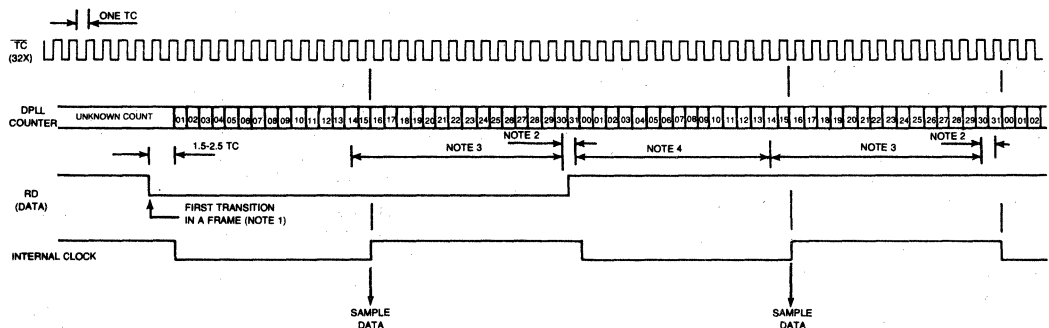 ONE TC
TC
(32X)
DPLL
COUNTER
UNKNOWN COUNT 01 02 03 04 05 06 07 08 09 10 11 12 13 14 15 16 17 18 19 20 21 22 23 24 25 26 27 28 29 30 31 00 01 02 03 04 05 06 07 08 09 10 11 12 13 14 15 16 17 18 19 20 21 22 23 24 25 26 27 28 29 30 31 00 01 02
NOTE 2
NOTE 2
1.5-2.5 TC
NOTE 3
NOTE 4
NOTE 3
RD
(DATA)
FIRST TRANSITION
IN A FRAME (NOTE 1)
INTERNAL CLOCK
SAMPLE
DATA
SAMPLE
DATA